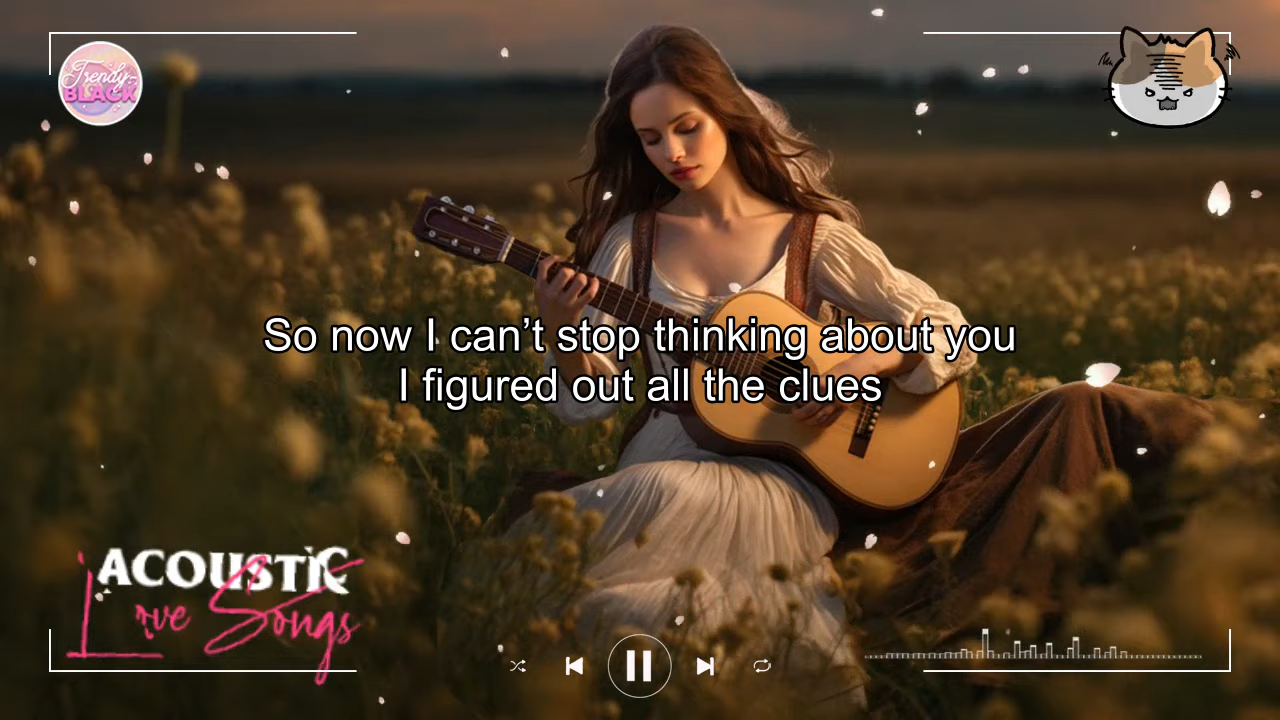 Trendy
BLACK
So now I can’t stop thinking about you
I figured out all the clues
ACOUSTIC
Love Songs